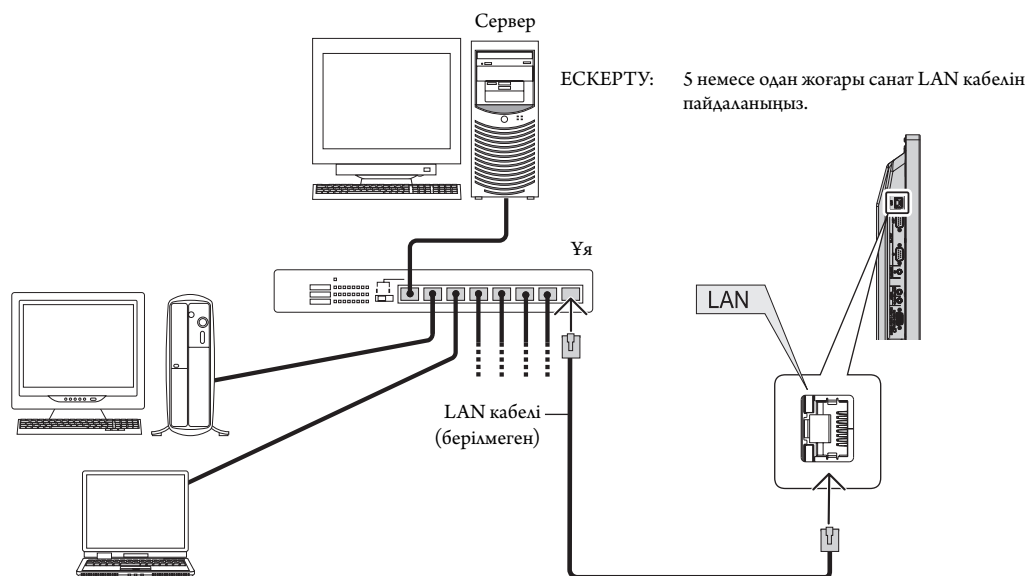 Сервер
ЕСКЕРТУ: 5 немесе одан жоғары санат LAN кабелін
пайдаланыңыз.
Ұя
LAN
LAN кабелі
(берілмеген)